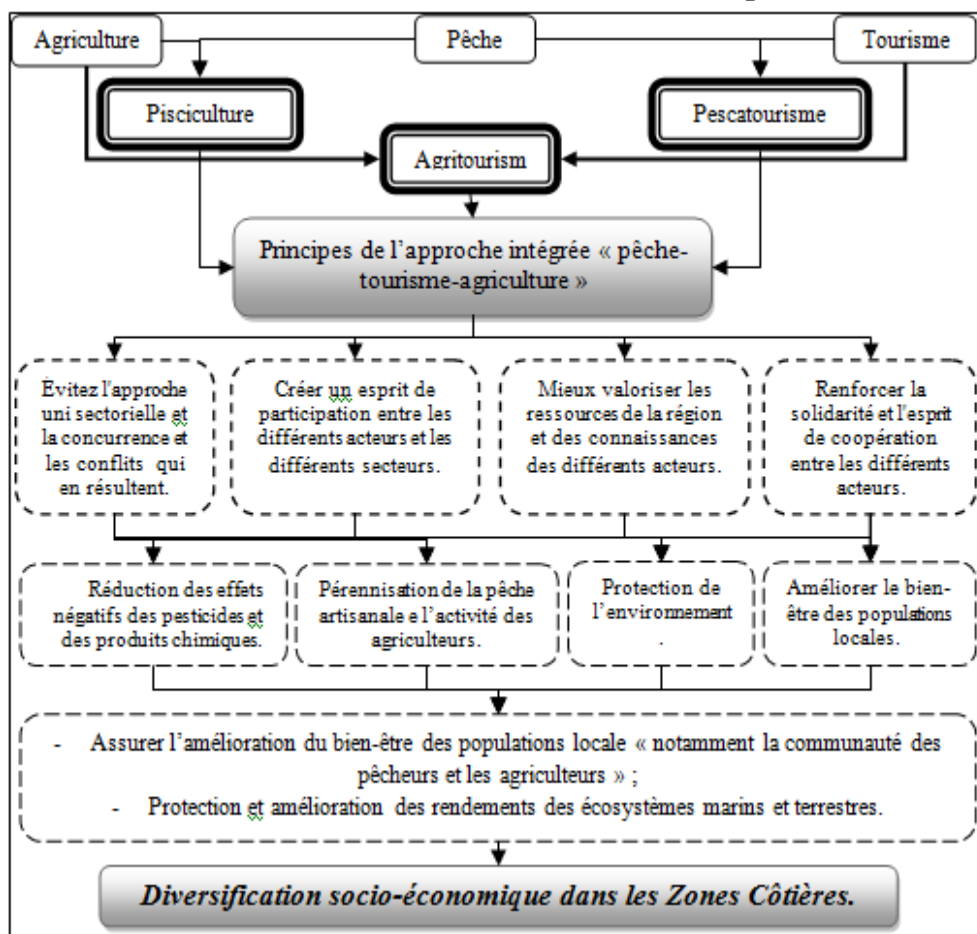 Agriculture
Pêche
Tourisme
Pisciculture
Pescatourisme
Agritourism
Principes de l'approche intégrée « pêche-
tourisme-agriculture »
Évitez l'approche
uni sectorielle et
la concurrence et
les conflits qui
en résultent.
Créer un esprit de
participation entre les
différents acteurs et les
différents secteurs.
Mieux valoriser les
ressources de la région
et des connaissances
des différents acteurs.
Renforcer la
solidarité et l'esprit
de coopération
entre les différents
acteurs.
Réduction des effets
négatifs des pesticides et
des produits chimiques.
Pérennisation de la pêche
artisanale e l'activité des
agriculteurs.
Protection de
l'environnement
.
Améliorer le bien-
être des populations
locales.
- Assurer l'amélioration du bien-être des populations locale « notamment la communauté des
pêcheurs et les agriculteurs » ;
- Protection et amélioration des rendements des écosystèmes marins et terrestres.
Diversification socio-économique dans les Zones Côtières.